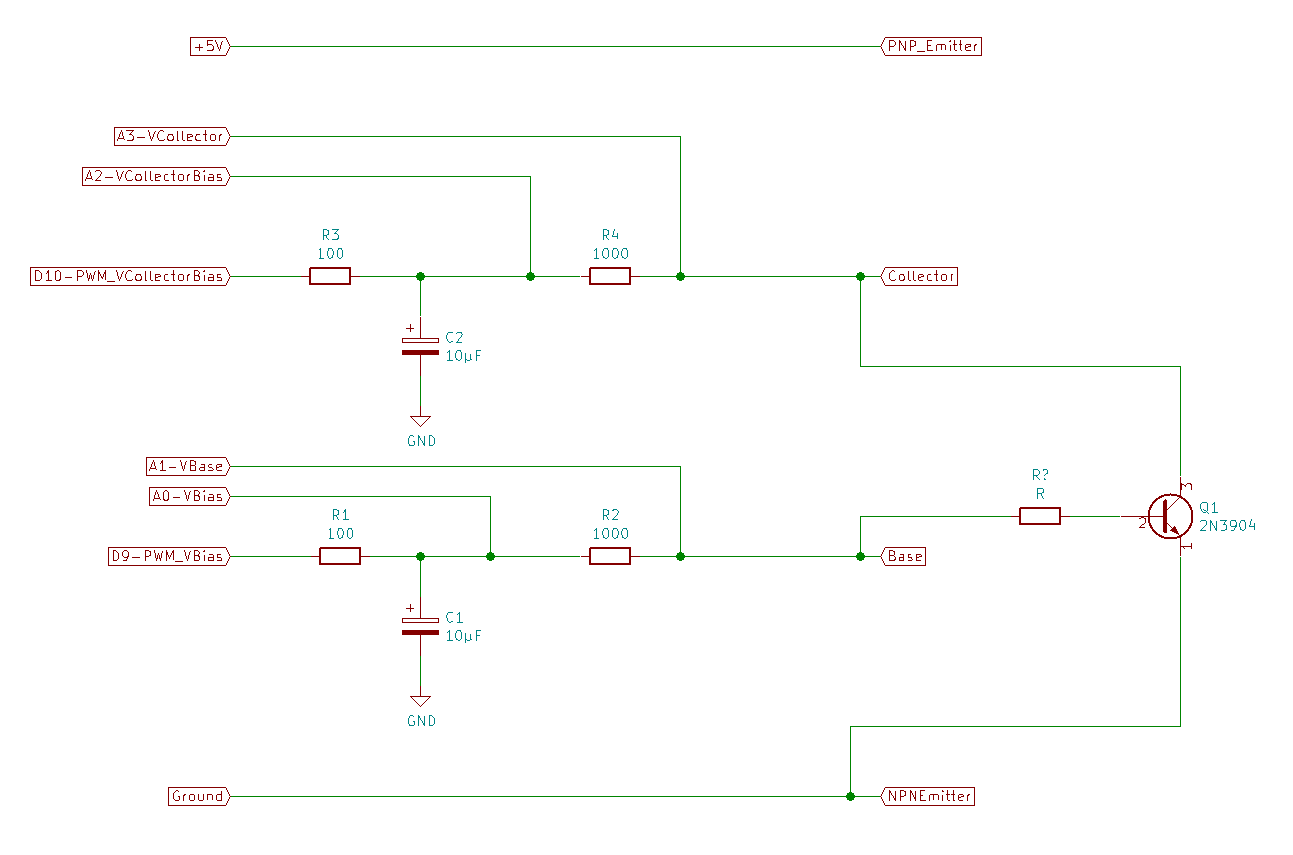 +5V
PNP_Emitter
A3-VCollector
A2-VCollectorBias
R3
100
R4
1000
D10-PWM_VCollectorBias
Collector
+
C2
10µF
GND
A1-VBase
A0-VBias
R?
R
3
R1
100
R2
1000
2
Q1
2N3904
1
D9-PWM_VBias
Base
+
C1
10µF
GND
Ground
NPNEmitter